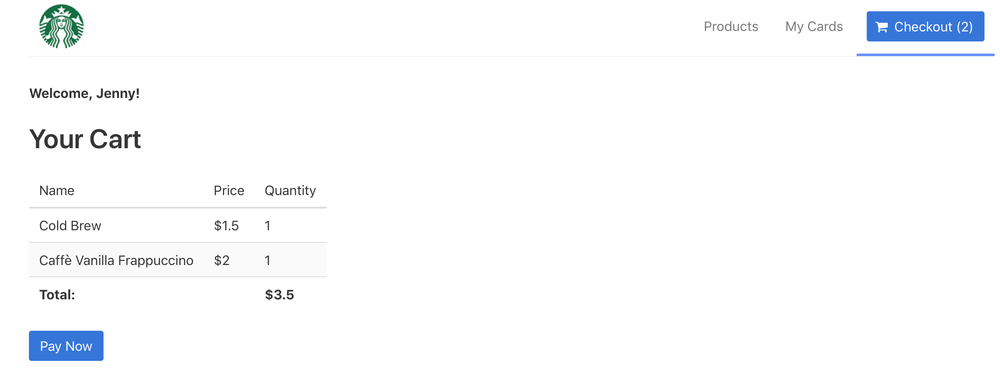 Products My Cards Checkout (2)
Welcome, Jenny!
Your Cart
Name Price Quantity
Cold Brew $1.5 1
Caffè Vanilla Frappuccino $2 1
Total: $3.5
Pay Now